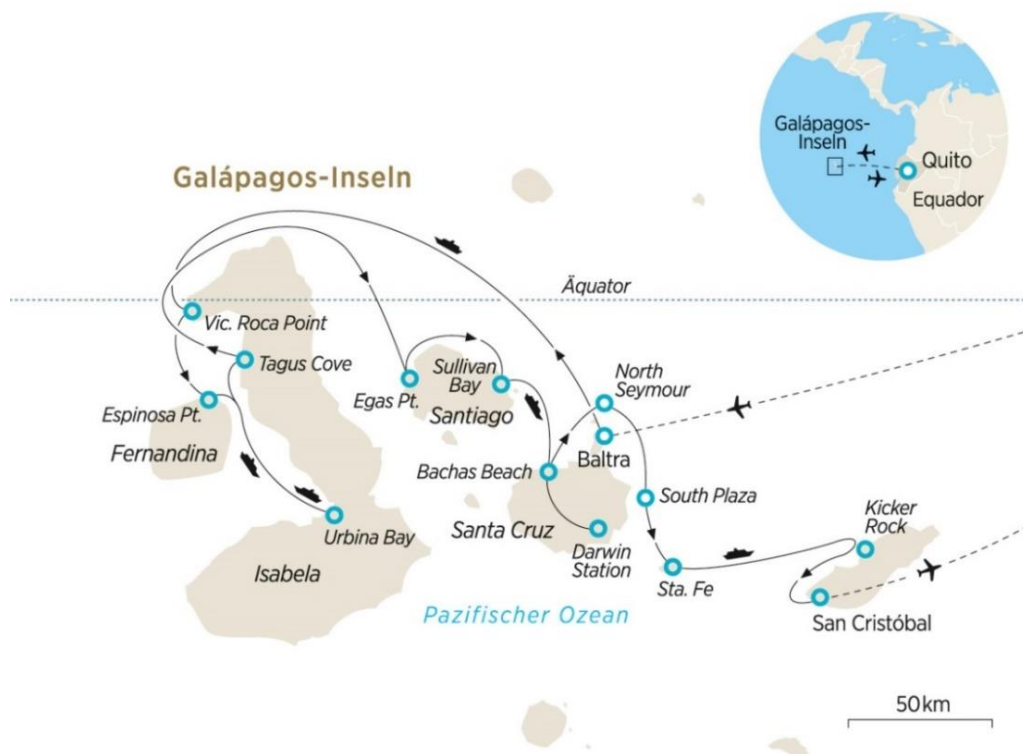 Galápagos-
Inseln
Quito
Equador
Galápagos-Inseln
Äquator
Vic. Roca Point
Tagus Cove
Espinosa Pt.
Fernandina
Urbina Bay
Isabela
Egas Pt.
Sullivan
Bay
Santiago
North
Seymour
Baltra
Bachas Beach
Santa Cruz
Darwin
Station
South Plaza
Sta. Fe
Kicker
Rock
San Cristóbal
Pazifischer Ozean
50 km